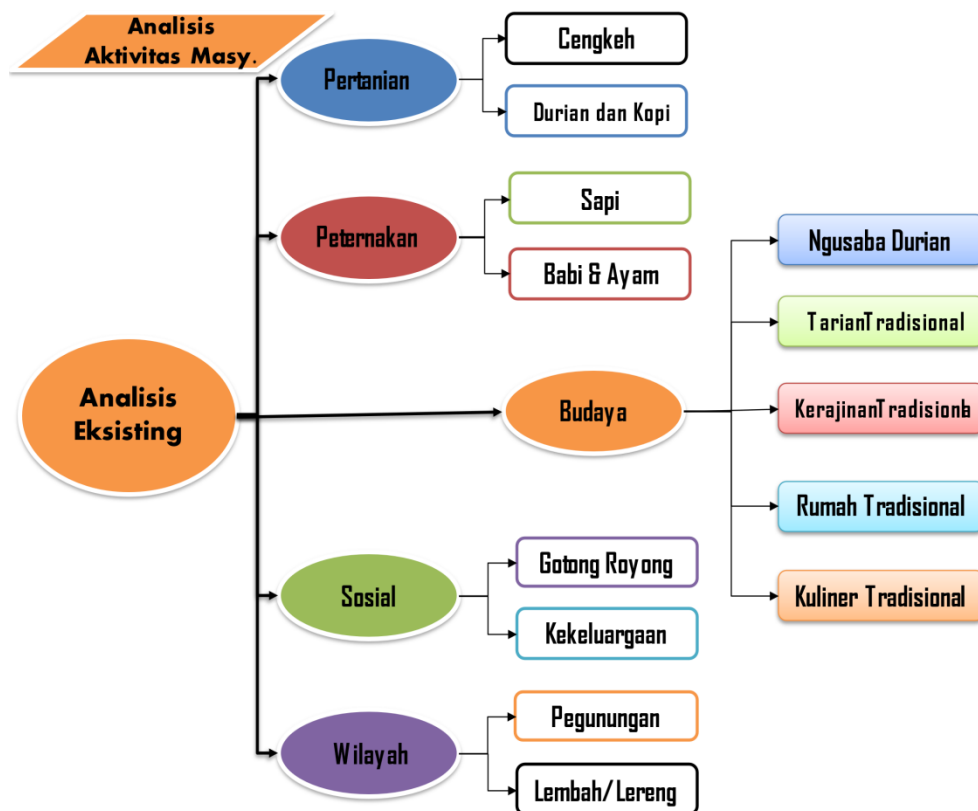 Analisis
Aktivitas Masy.
Pertanian
Cengkeh
Durian dan Kopi
Peternakan
Sapi
Babi & Ayam
Analisis
Eksisting
Budaya
Ngusaba Durian
TarianTradisional
KerajinanTradisiona
Rumah Tradisional
Kuliner Tradisional
Sosial
Gotong Royong
Kekeluargaan
Wilayah
Pegunungan
Lembah/Lereng